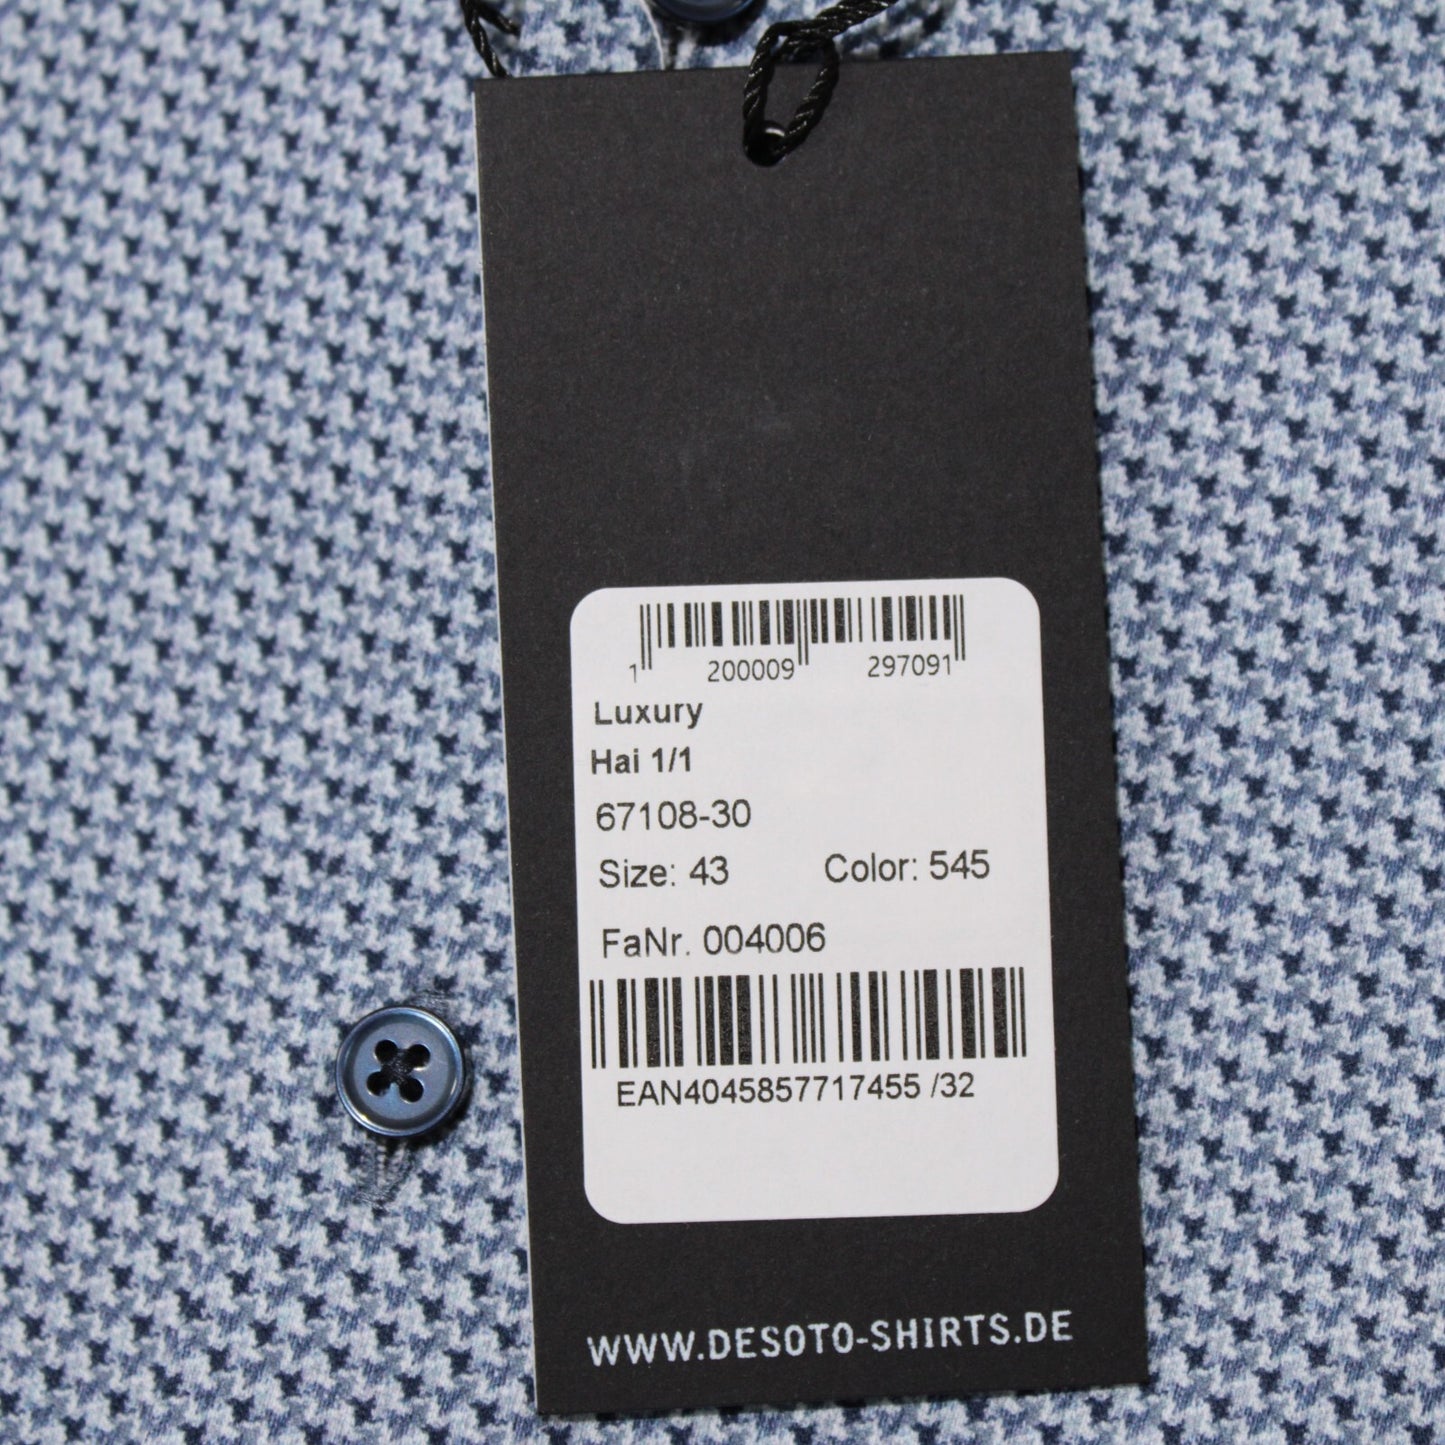 1 200009 297091
Luxury
Hai 1/1
67108-30
Size: 43 Color: 545
FaNr. 004006
EAN4045857717455 /32
WWW.DESOTO-SHIRTS.DE